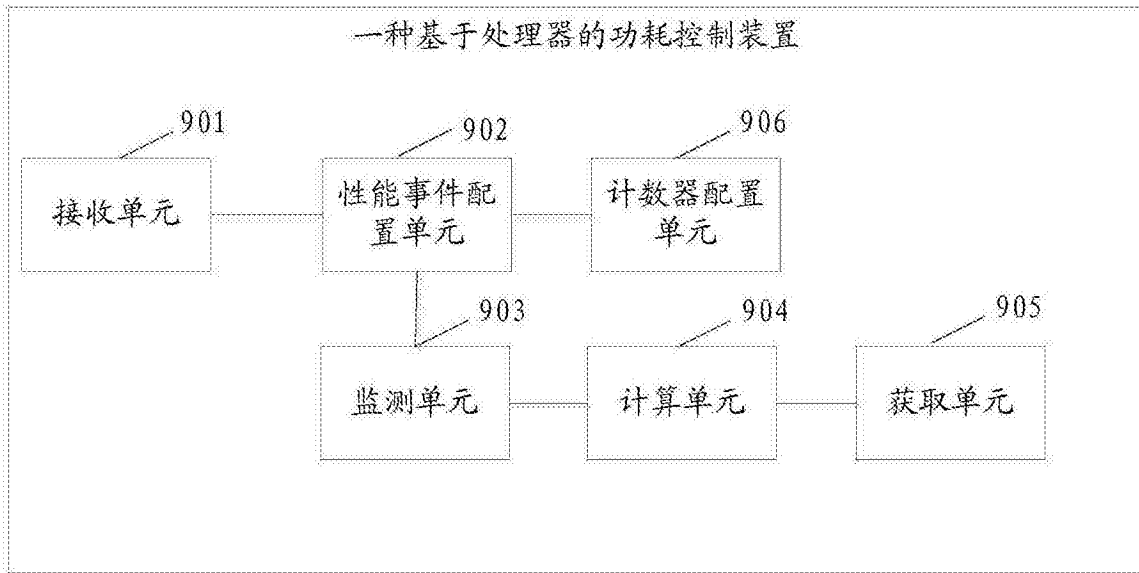 一种基于处理器的功耗控制装置
901
902
906
接收单元
性能事件配
置单元
计数器配置
单元
903
904
905
监测单元
计算单元
获取单元